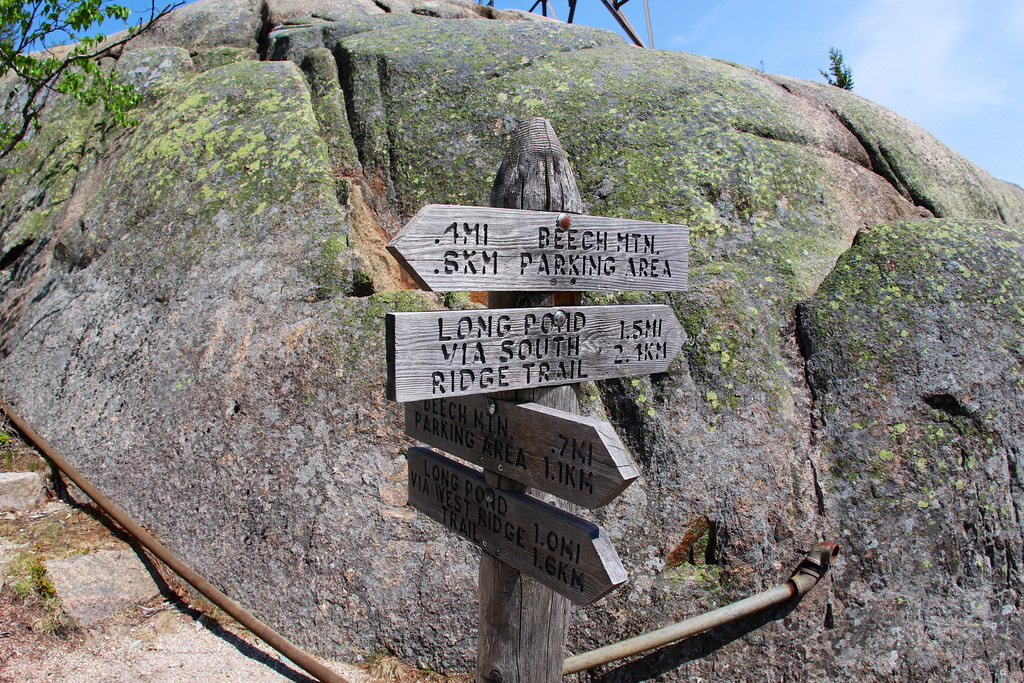 .4MI BEECH MTN.
.6KM PARKING AREA
LONG POND 1.5MI
VIA SOUTH 2.4KM
RIDGE TRAIL
BEECH MTN. .7MI
PARKING AREA 1.1KM
LONG POND
VIA WEST RIDGE 1.0MI
TRAIL 1.6KM